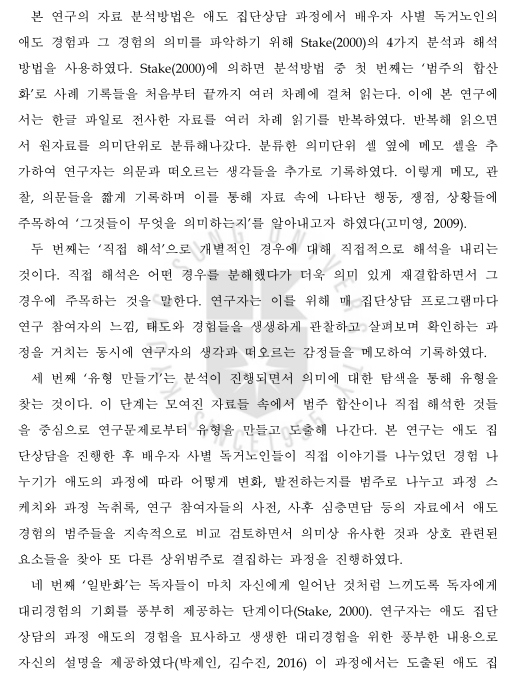 본 연구의 자료 분석방법은 애도 집단상담 과정에서 배우자 사별 독거노인의
애도 경험과 그 경험의 의미를 파악하기 위해 Stake(2000)의 4가지 분석과 해석
방법을 사용하였다. Stake(2000)에 의하면 분석방법 중 첫 번째는 '범주의 합산
화'로 사례 기록들을 처음부터 끝까지 여러 차례에 걸쳐 읽는다. 이에 본 연구에
서는 한글 파일로 전사한 자료를 여러 차례 읽기를 반복하였다. 반복해 읽으면
서 원자료를 의미단위로 분류해나갔다. 분류한 의미단위 셀 옆에 메모 셀을 추
가하여 연구자는 의문과 떠오르는 생각들을 추가로 기록하였다. 이렇게 메모, 관
찰, 의문들을 짧게 기록하며 이를 통해 자료 속에 나타난 행동, 쟁점, 상황들에
주목하여 '그것들이 무엇을 의미하는지'를 알아내고자 하였다(고미영, 2009).
두 번째는 '직접 해석'으로 개별적인 경우에 대해 직접적으로 해석을 내리는
것이다. 직접 해석은 어떤 경우를 분해했다가 더욱 의미 있게 재결합하면서 그
경우에 주목하는 것을 말한다. 연구자는 이를 위해 매 집단상담 프로그램마다
연구 참여자의 느낌, 태도와 경험들을 생생하게 관찰하고 살펴보며 확인하는 과
정을 거치는 동시에 연구자의 생각과 떠오르는 감정들을 메모하여 기록하였다.
세 번째 '유형 만들기'는 분석이 진행되면서 의미에 대한 탐색을 통해 유형을
찾는 것이다. 이 단계는 모여진 자료들 속에서 범주 합산이나 직접 해석한 것들
을 중심으로 연구문제로부터 유형을 만들고 도출해 나간다. 본 연구는 애도 집
단상담을 진행한 후 배우자 사별 독거노인들이 직접 이야기를 나누었던 경험 나
누기가 애도의 과정에 따라 어떻게 변화, 발전하는지를 범주로 나누고 과정 스
케치와 과정 녹취록, 연구 참여자들의 사전, 사후 심층면담 등의 자료에서 애도
경험의 범주들을 지속적으로 비교 검토하면서 의미상 유사한 것과 상호 관련된
요소들을 찾아 또 다른 상위범주로 결집하는 과정을 진행하였다.
네 번째 '일반화'는 독자들이 마치 자신에게 일어난 것처럼 느끼도록 독자에게
대리경험의 기회를 풍부히 제공하는 단계이다(Stake, 2000). 연구자는 애도 집단
상담의 과정 애도의 경험을 묘사하고 생생한 대리경험을 위한 풍부한 내용으로
자신의 설명을 제공하였다(박제인, 김수진, 2016) 이 과정에서는 도출된 애도 집